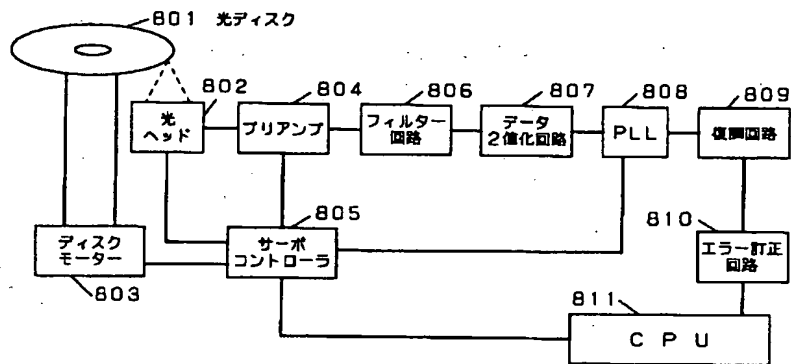 801 光ディスク
802
804
806
807
808
809
光
ヘッド
プリアンプ
フィルター
回路
データ
2値化回路
PLL
復調回路
805
810
ディスク
モーター
サーボ
コントローラ
エラー訂正
回路
803
811
CPU